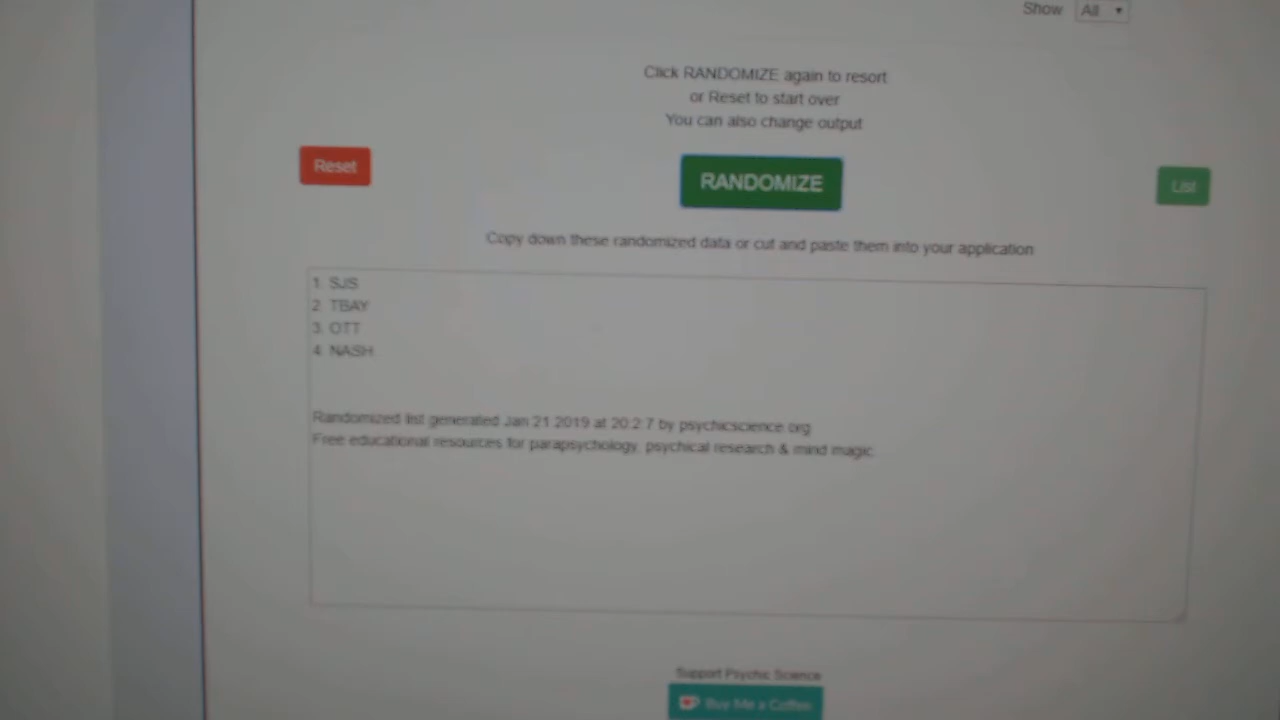 Show All
Click RANDOMIZE again to resort
or Reset to start over
You can also change output
Reset
RANDOMIZE
List
Copy down these randomized data or cut and paste them into your application
1. SJS
2. TBAY
3. OTT
4. NASH
Randomized list generated Jan 21 2019 at 20:2:7 by psychicscience.org
Free educational resources for parapsychology, psychical research & mind magic.
Support Psychic Science
Buy Me a Coffee